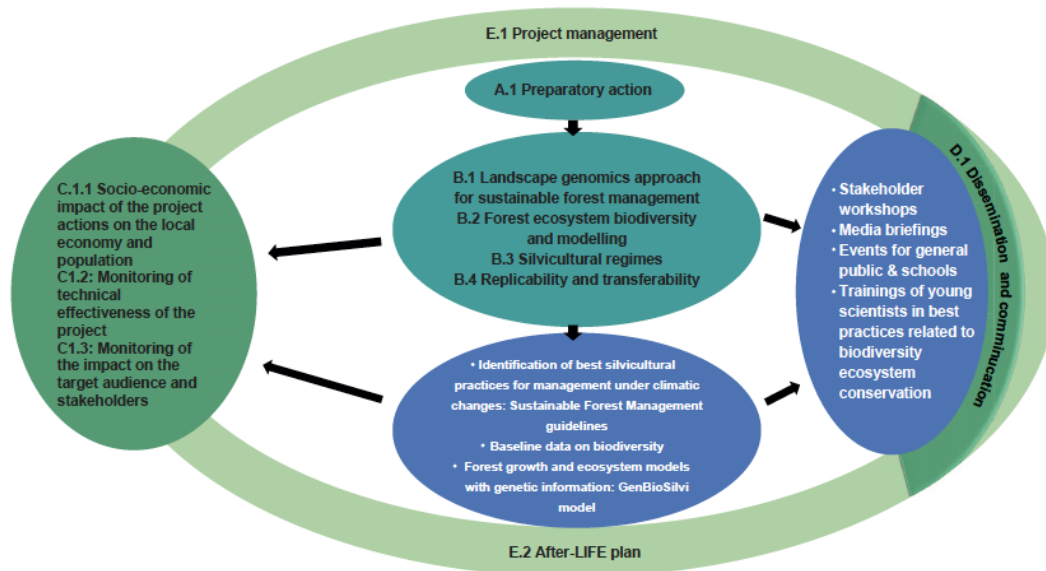 E.1 Project management
A.1 Preparatory action
C.1.1 Socio-economic
impact of the project
actions on the local
economy and
population
C1.2: Monitoring of
technical
effectiveness of the
project
C1.3: Monitoring of
the impact on the
target audience and
stakeholders
B.1 Landscape genomics approach
for sustainable forest management
B.2 Forest ecosystem biodiversity
and modelling
B.3 Silvicultural regimes
B.4 Replicability and transferability
• Identification of best silvicultural
practices for management under climatic
changes: Sustainable Forest Management
guidelines
• Baseline data on biodiversity
• Forest growth and ecosystem models
with genetic information: GenBioSilvi
model
• Stakeholder
workshops
• Media briefings
• Events for general
public & schools
• Trainings of young
scientists in best
practices related to
biodiversity
ecosystem
conservation
D.1 Dissemination and comminucation
E.2 After-LIFE plan